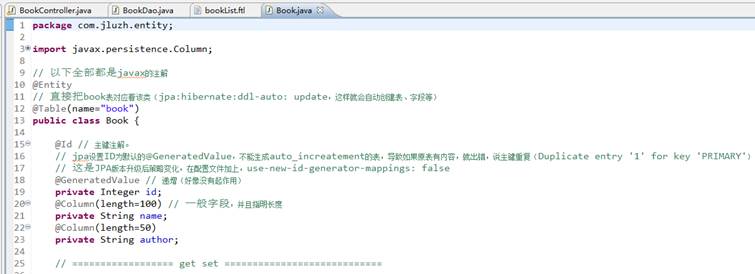 BookController.java BookDao.java bookList.ftl Book.java
1 package com.jluzh.entity;
2
3 import javax.persistence.Column;
8
9 // 以下全部都是javax的注解
10 @Entity
11 // 直接把book表对应着该类（jpa:hibernate:ddl-auto: update，这样就会自动创建表、字段等）
12 @Table(name="book")
13 public class Book {
14
15 @Id // 主键注解。
16 // jpa设置ID为默认的@GeneratedValue，不能生成auto_increatement的表，导致如果原表有内容，就出错，说主键重复（Duplicate entry '1' for key 'PRIMARY'）
17 // 这是JPA版本升级后策略变化，在配置文件加上，use-new-id-generator-mappings: false
18 @GeneratedValue // 递增（好像没有起作用）
19 private Integer id;
20 @Column(length=100) // 一般字段，并且指明长度
21 private String name;
22 @Column(length=50)
23 private String author;
24
25 // ================== get set ============================